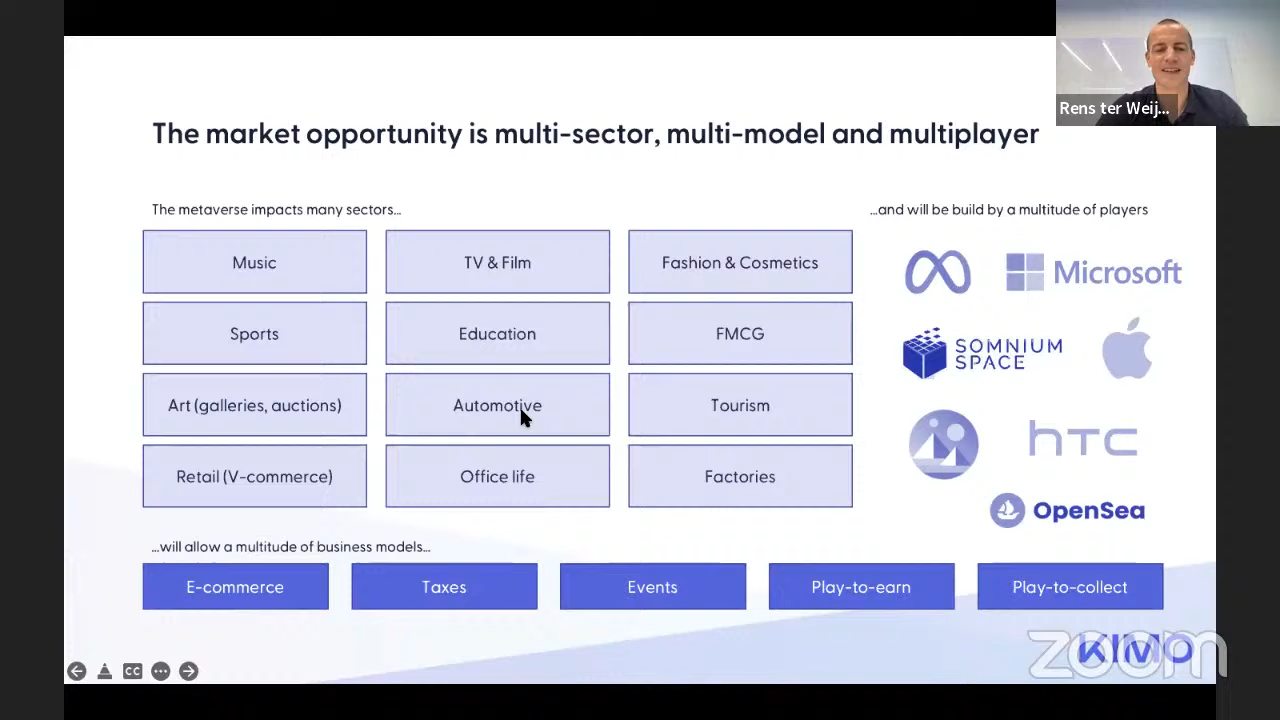 Rens ter Weij...
The market opportunity is multi-sector, multi-model and multiplayer
The metaverse impacts many sectors...
Music
TV & Film
Fashion & Cosmetics
Sports
Education
FMCG
Art (galleries, auctions)
Automotive
Tourism
Retail (V-commerce)
Office life
Factories
...and will be build by a multitude of players
Microsoft
SOMNIUM
SPACE
hTC
OpenSea
...will allow a multitude of business models...
E-commerce
Taxes
Events
Play-to-earn
Play-to-collect
CC
KIMO
zoom